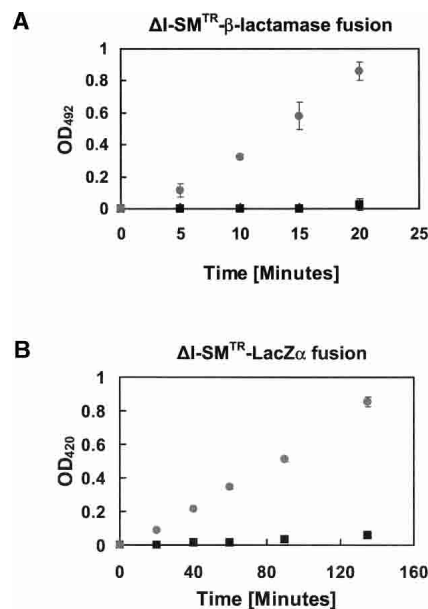 A
ΔI-SMᵀᴿ-β-lactamase fusion
1
0.8
0.6
0.4
0.2
0
OD₄₉₂
0 5 10 15 20 25
Time [Minutes]
B
ΔI-SMᵀᴿ-LacZα fusion
1
0.8
0.6
0.4
0.2
0
OD₄₂₀
0 40 80 120 160
Time [Minutes]